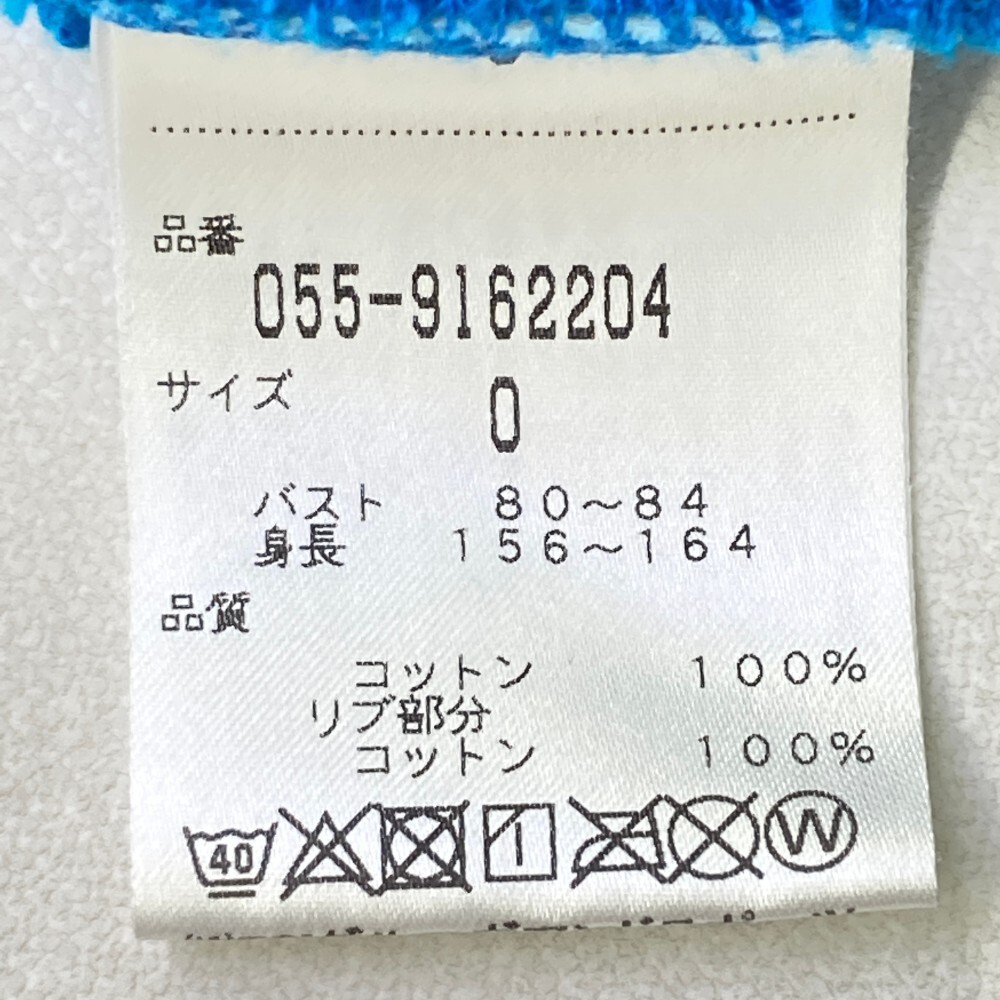 品番
055-9162204
サイズ 0
バスト 80〜84
身長 156〜164
品質
コットン 100%
リブ部分
コットン 100%
40 W